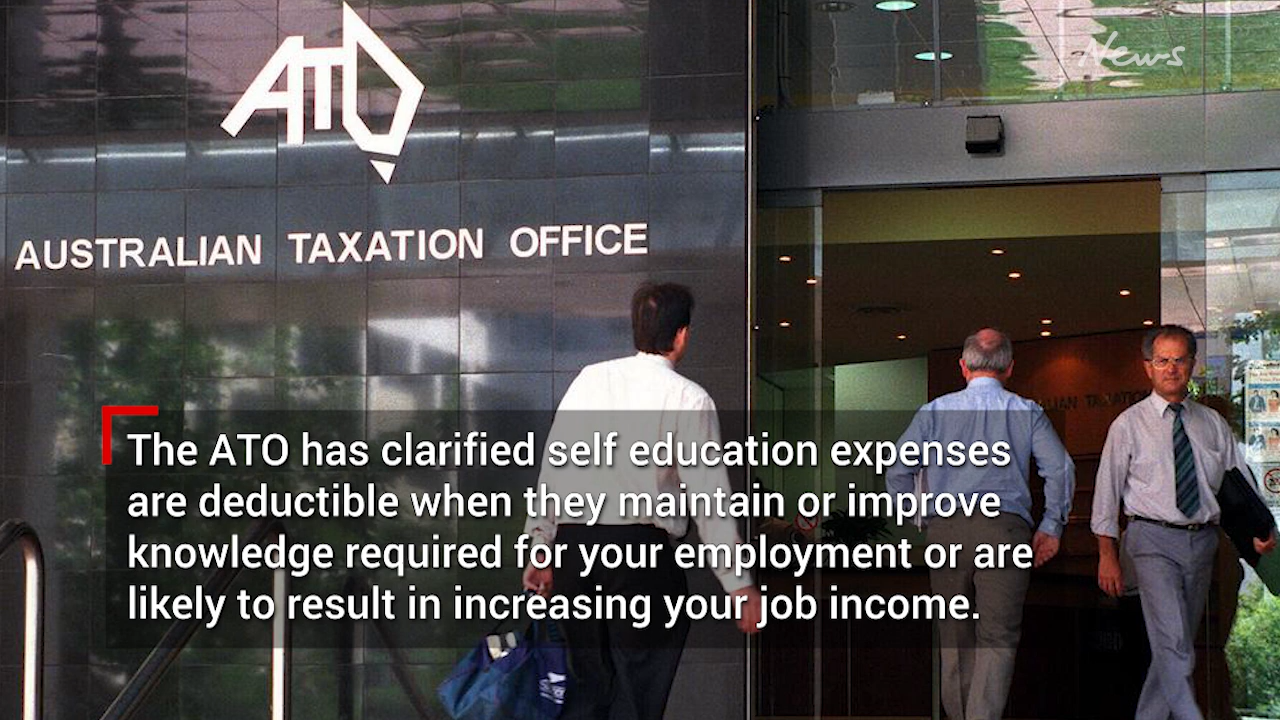 ATO
News
AUSTRALIAN TAXATION OFFICE
The ATO has clarified self education expenses
are deductible when they maintain or improve
knowledge required for your employment or are
likely to result in increasing your job income.